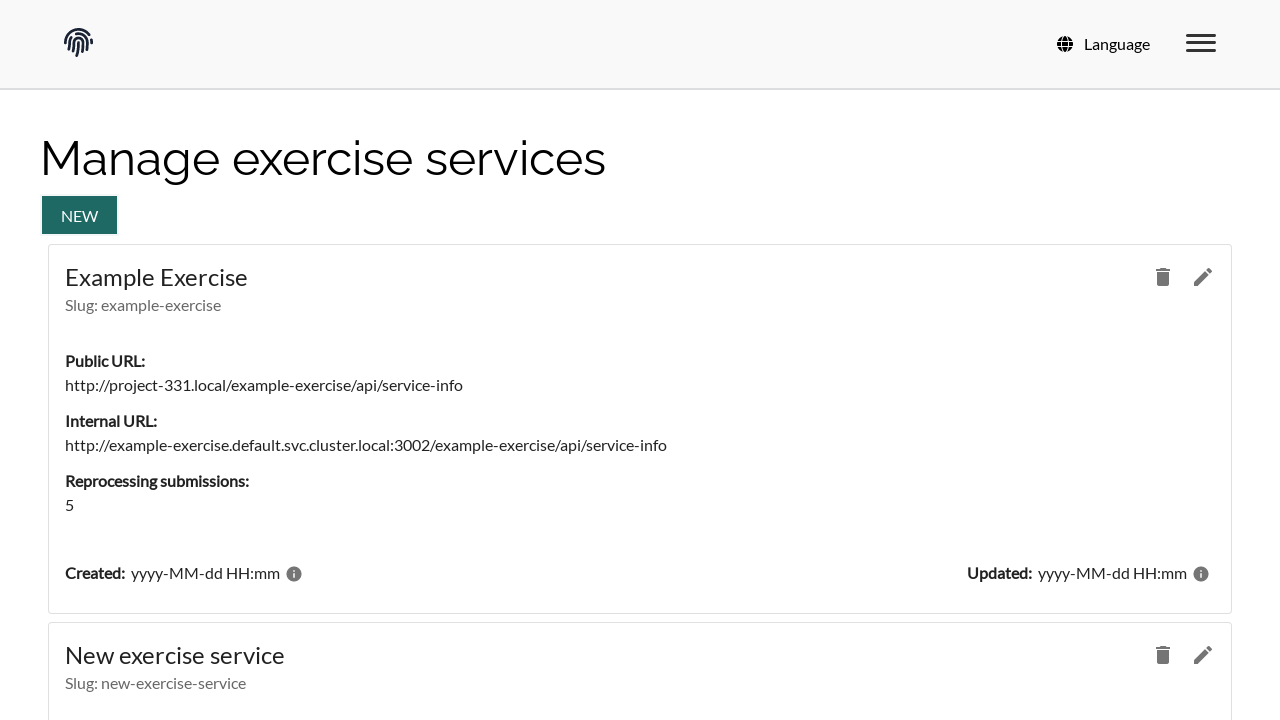 Language
Manage exercise services
NEW
Example Exercise
Slug: example-exercise
Public URL:
http://project-331.local/example-exercise/api/service-info
Internal URL:
http://example-exercise.default.svc.cluster.local:3002/example-exercise/api/service-info
Reprocessing submissions:
5
Created: yyyy-MM-dd HH:mm
Updated: yyyy-MM-dd HH:mm
New exercise service
Slug: new-exercise-service